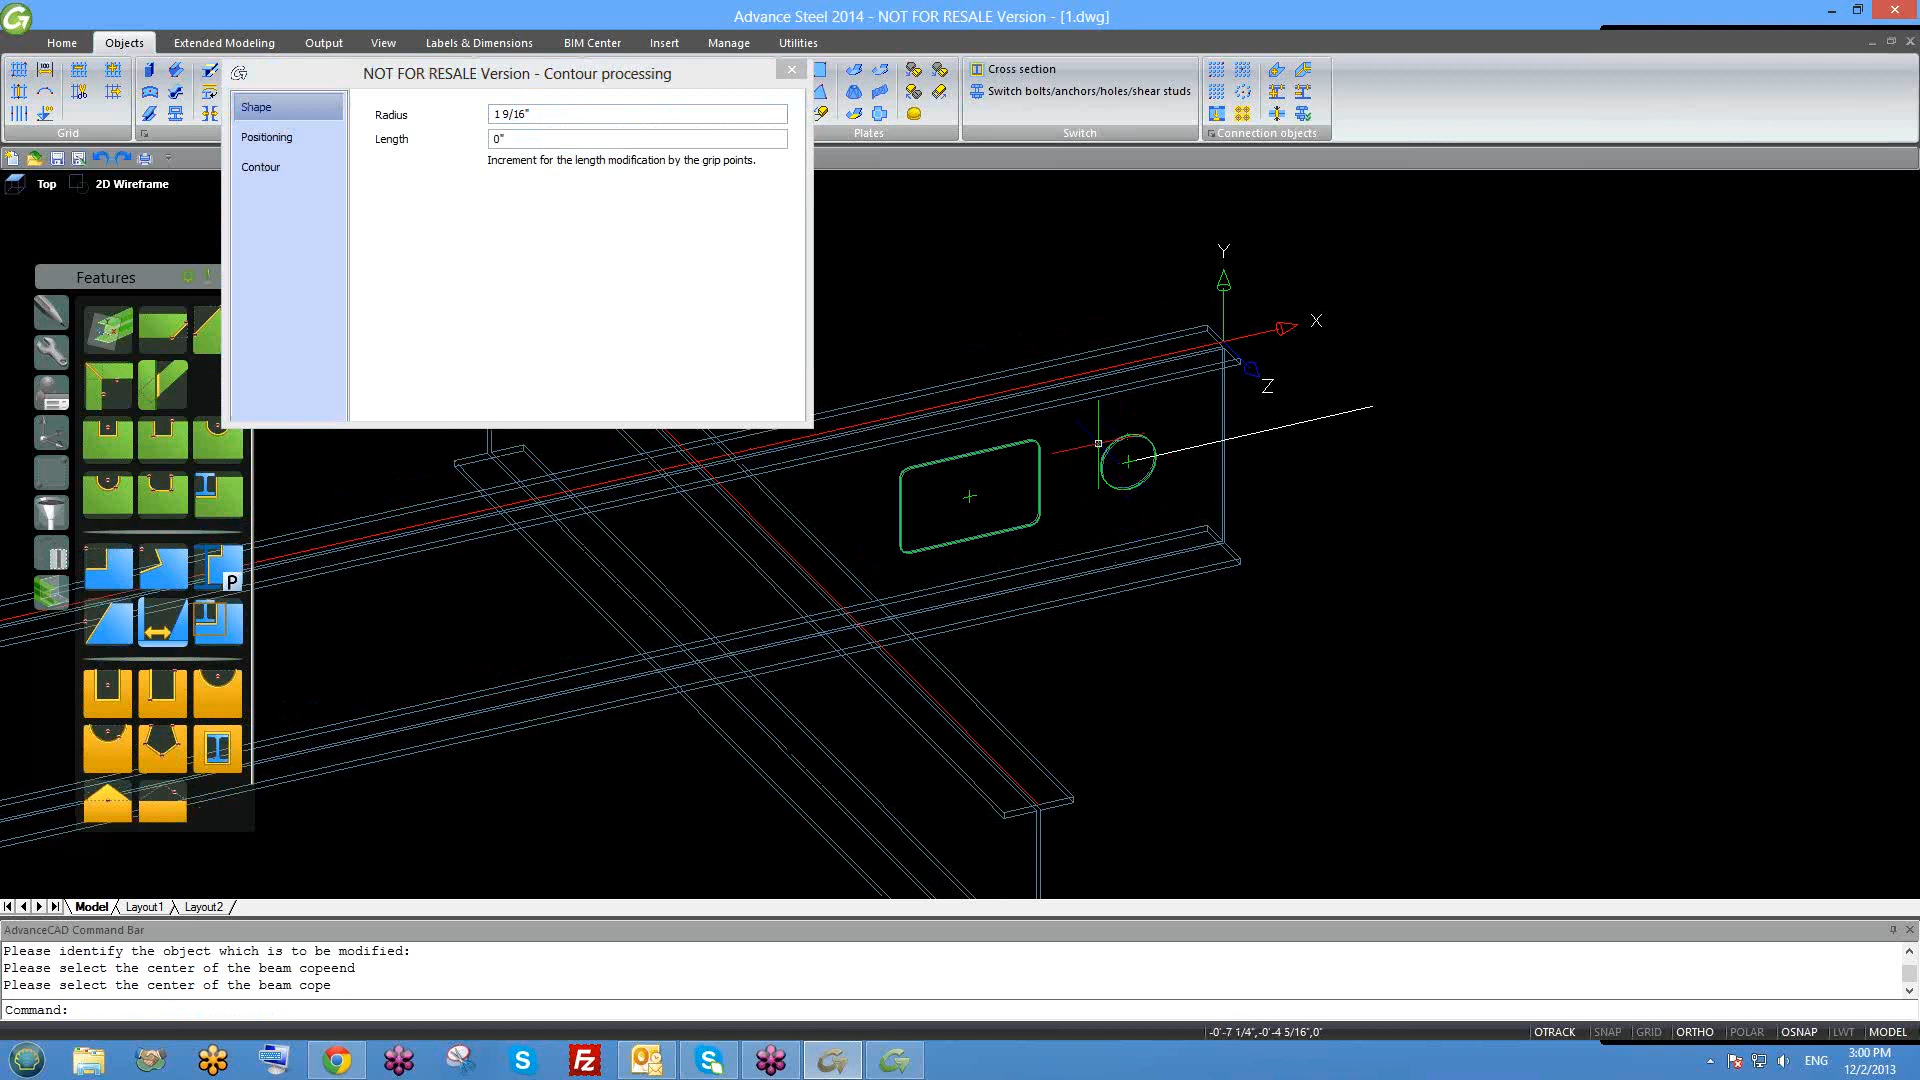 Advance Steel 2014 - NOT FOR RESALE Version - [1.dwg]
Home
Objects
Extended Modeling
Output
View
Labels & Dimensions
BIM Center
Insert
Manage
Utilities
Cross section
Switch bolts/anchors/holes/shear studs
Grid
Plates
Switch
Connection objects
NOT FOR RESALE Version - Contour processing
Shape
Positioning
Contour
Radius
1 9/16"
Length
0"
Increment for the length modification by the grip points.
Top
2D Wireframe
Features
P
Y
X
Z
Model
Layout1
Layout2
AdvanceCAD Command Bar
Please identify the object which is to be modified:
Please select the center of the beam copeend
Please select the center of the beam cope
Command:
-0'-7 1/4",-0'-4 5/16",0"
OTRACK
SNAP
GRID
ORTHO
POLAR
OSNAP
LWT
MODEL
ENG
3:00 PM
12/2/2013